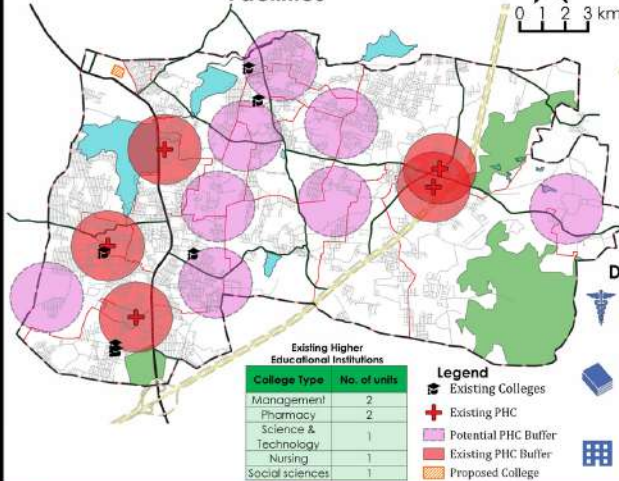 Facilities
0 1 2 3 km
D
Existing Higher
Educational Institutions
College Type No. of units
Management 2
Pharmacy 2
Science &
Technology 1
Nursing 1
Social sciences 1
Legend
Existing Colleges
Existing PHC
Potential PHC Buffer
Existing PHC Buffer
Proposed College